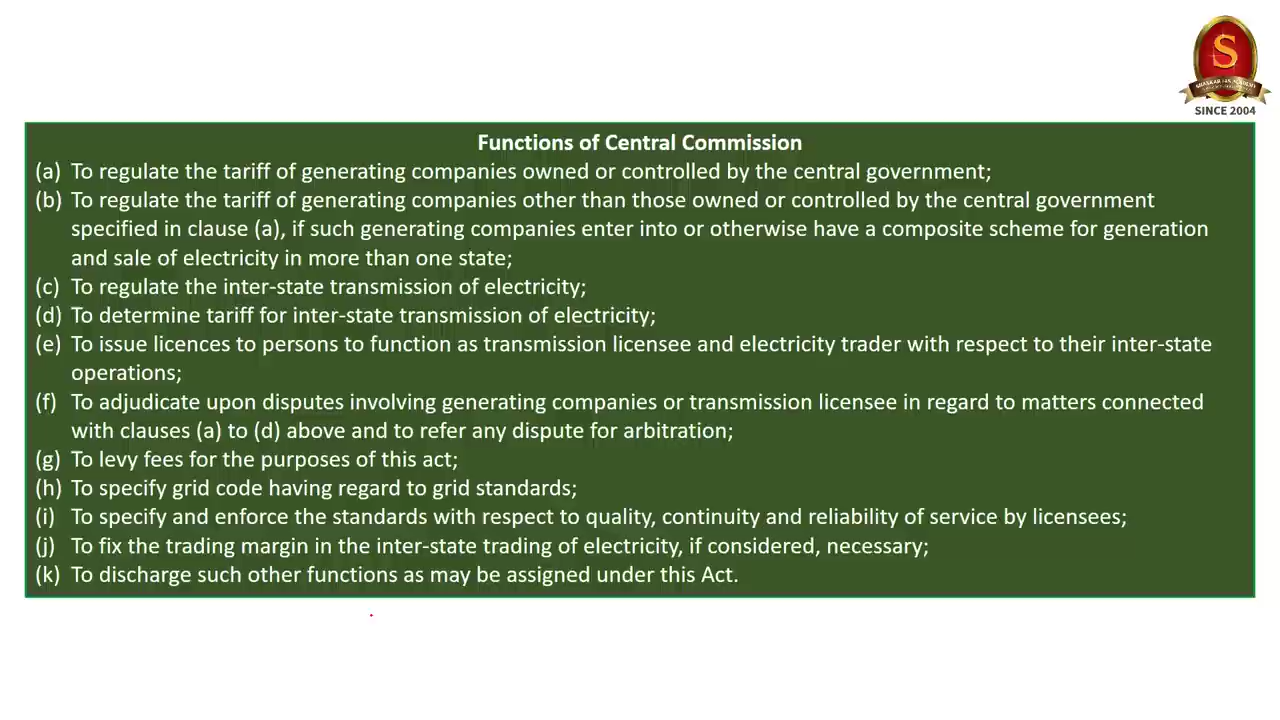 S
SHANKAR IAS ACADEMY
SINCE 2004
Functions of Central Commission
(a) To regulate the tariff of generating companies owned or controlled by the central government;
(b) To regulate the tariff of generating companies other than those owned or controlled by the central government
specified in clause (a), if such generating companies enter into or otherwise have a composite scheme for generation
and sale of electricity in more than one state;
(c) To regulate the inter-state transmission of electricity;
(d) To determine tariff for inter-state transmission of electricity;
(e) To issue licences to persons to function as transmission licensee and electricity trader with respect to their inter-state
operations;
(f) To adjudicate upon disputes involving generating companies or transmission licensee in regard to matters connected
with clauses (a) to (d) above and to refer any dispute for arbitration;
(g) To levy fees for the purposes of this act;
(h) To specify grid code having regard to grid standards;
(i) To specify and enforce the standards with respect to quality, continuity and reliability of service by licensees;
(j) To fix the trading margin in the inter-state trading of electricity, if considered, necessary;
(k) To discharge such other functions as may be assigned under this Act.